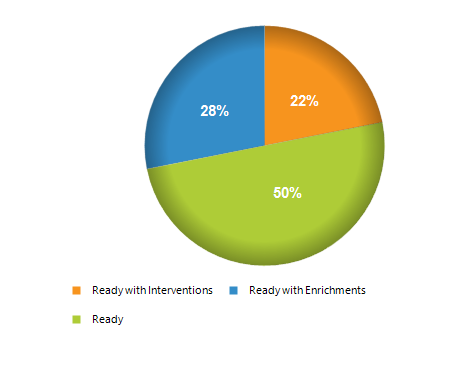 22%
28%
50%
Ready with Interventions
Ready with Enrichments
Ready